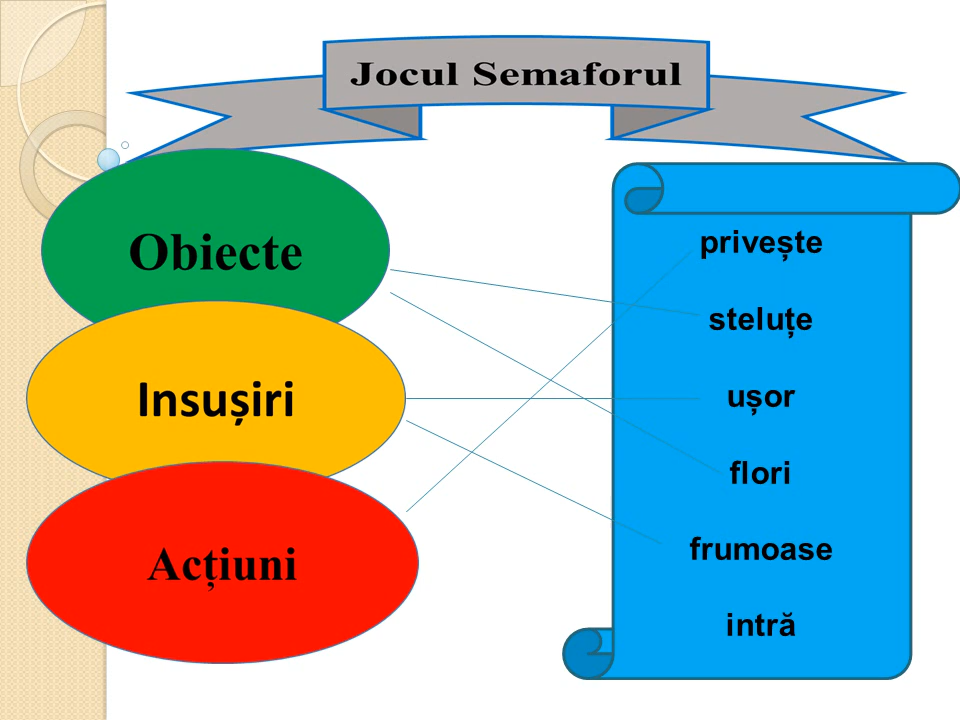 Jocul Semaforul
Obiecte
Insușiri
Acțiuni
privește
steluțe
ușor
flori
frumoase
intră